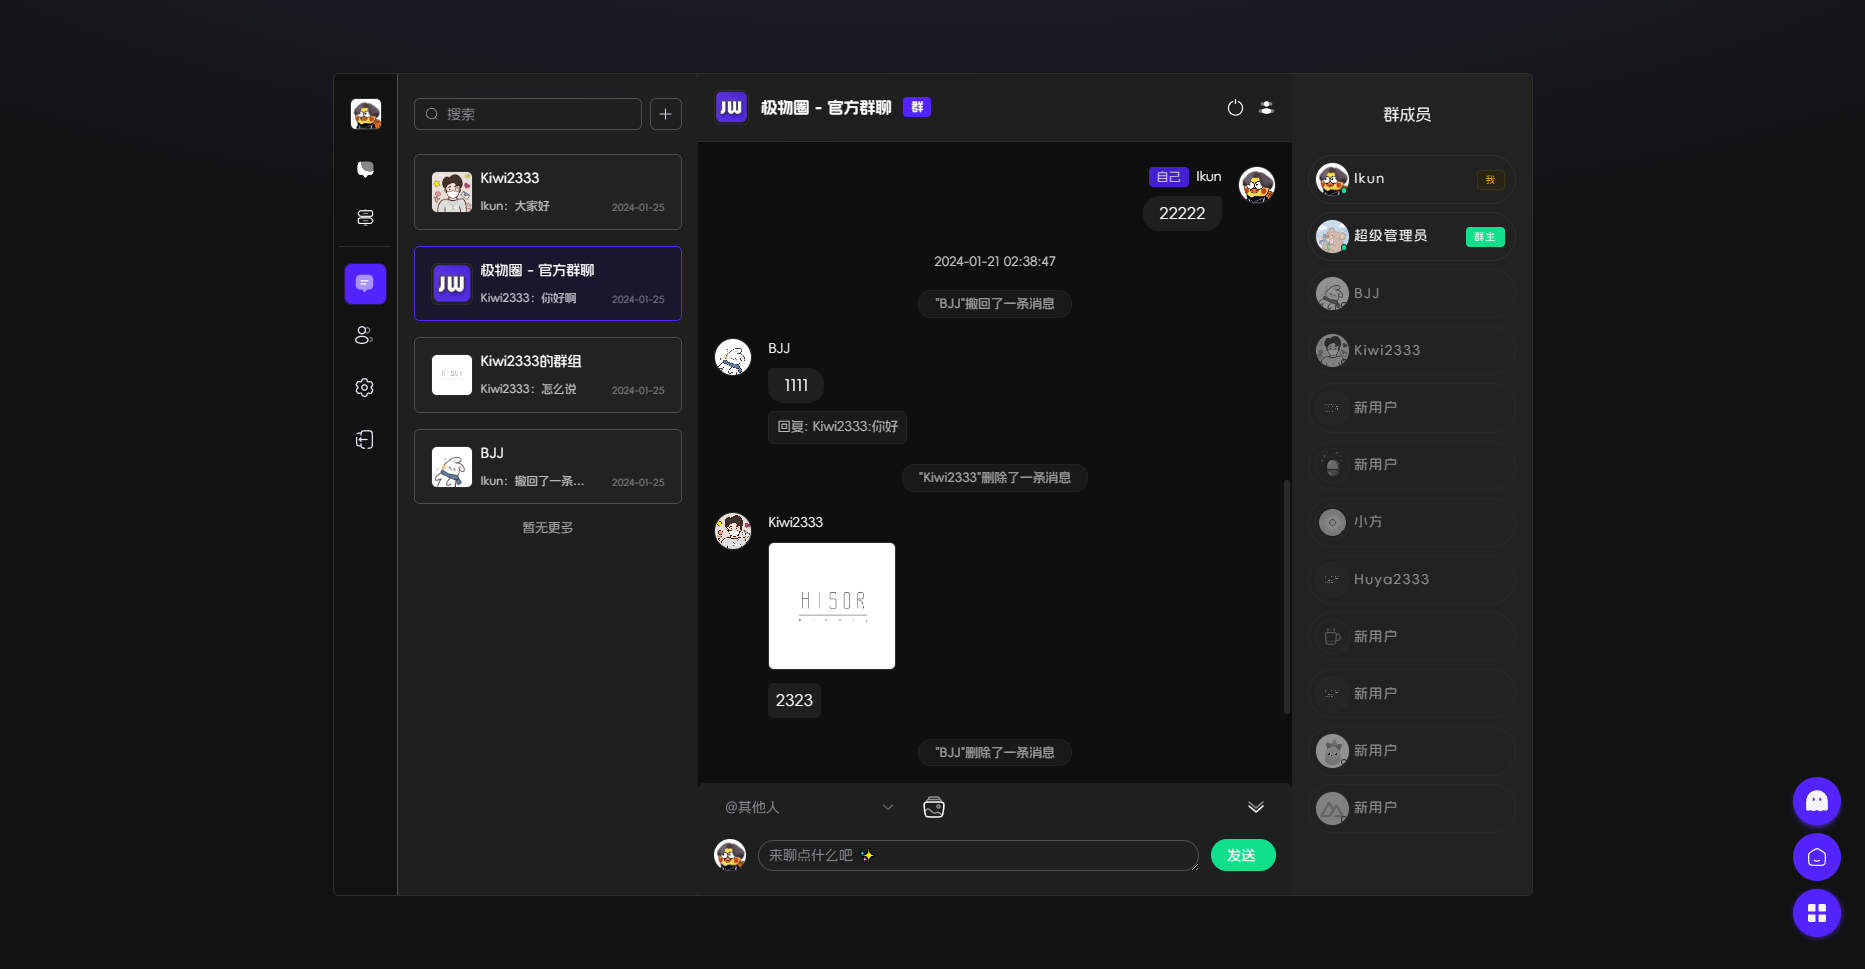 搜索
Kiwi2333
Ikun：大家好
2024-01-25
JW
极物圈 - 官方群聊
Kiwi2333：你好啊
2024-01-25
HISOR
Kiwi2333的群组
Kiwi2333：怎么说
2024-01-25
BJJ
Ikun：撤回了一条...
2024-01-25
暂无更多
JW
极物圈 - 官方群聊
群
自己
Ikun
22222
2024-01-21 02:38:47
"BJJ"撤回了一条消息
BJJ
1111
回复: Kiwi2333:你好
"Kiwi2333"删除了一条消息
Kiwi2333
HISOR
2323
"BJJ"删除了一条消息
@其他人
来聊点什么吧 ✨
发送
群成员
Ikun
我
超级管理员
群主
BJJ
Kiwi2333
新用户
新用户
小方
Huya2333
新用户
新用户
新用户
新用户